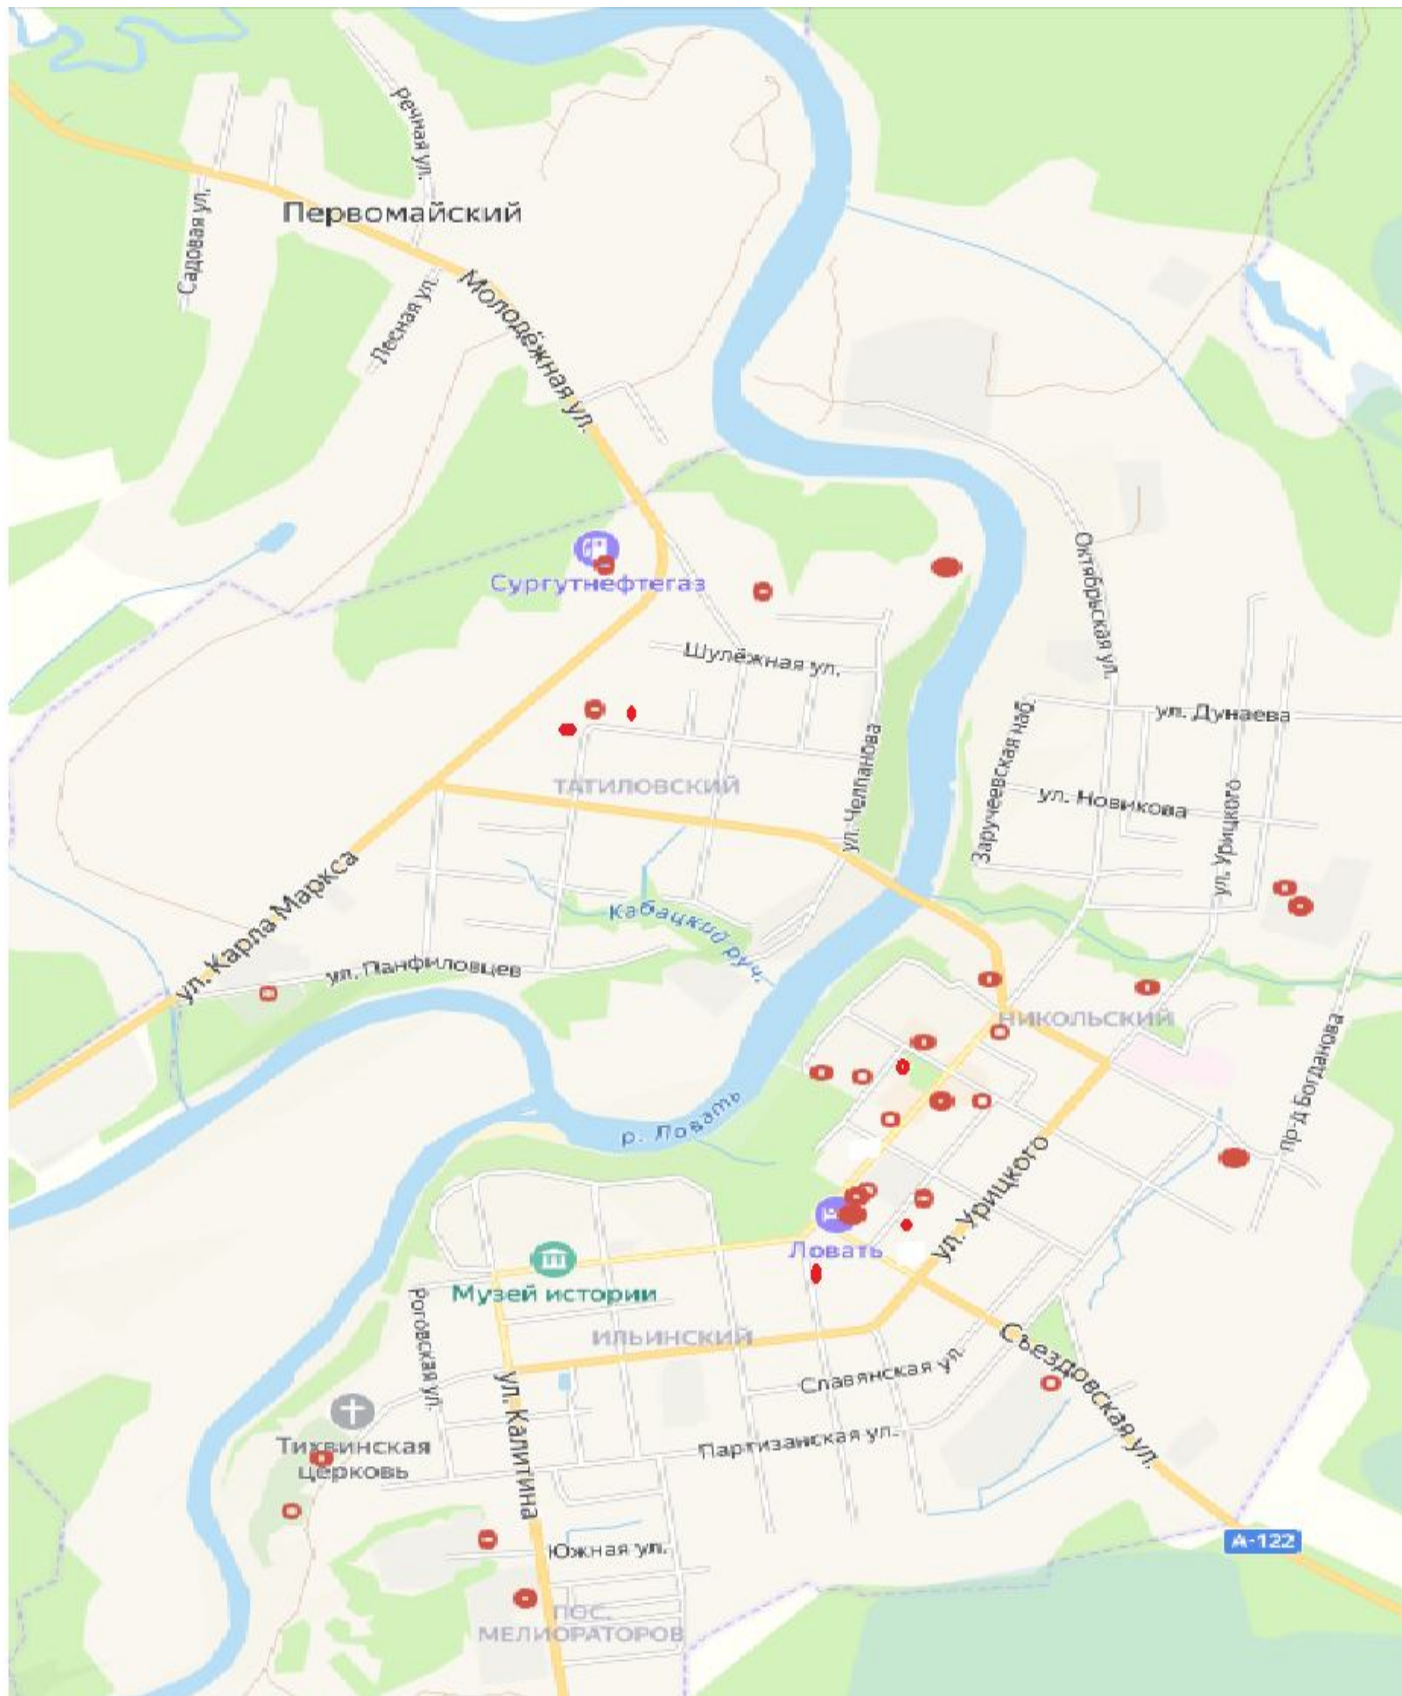 Речная ул.
Садовая ул.
Первомайский
Лесная ул.
Молодёжная ул.
Сургутнефтегаз
Октябрьская ул.
Шулёжная ул.
ул. Дунаева
Заручеевская наб.
ул. Челпанова
ТАТИЛОВСКИЙ
ул. Новикова
ул. Урицкого
ул. Карла Маркса
Кабацкий руч.
ул. Панфиловцев
НИКОЛЬСКИЙ
пр-д Богданова
р. Ловать
ул. Урицкого
Ловать
Музей истории
Роговская ул.
ИЛЬИНСКИЙ
Съездовская ул.
Славянская ул.
ул. Калитина
Тихвинская
церковь
Партизанская ул.
А-122
Южная ул.
ПОС.
МЕЛИОРАТОРОВ